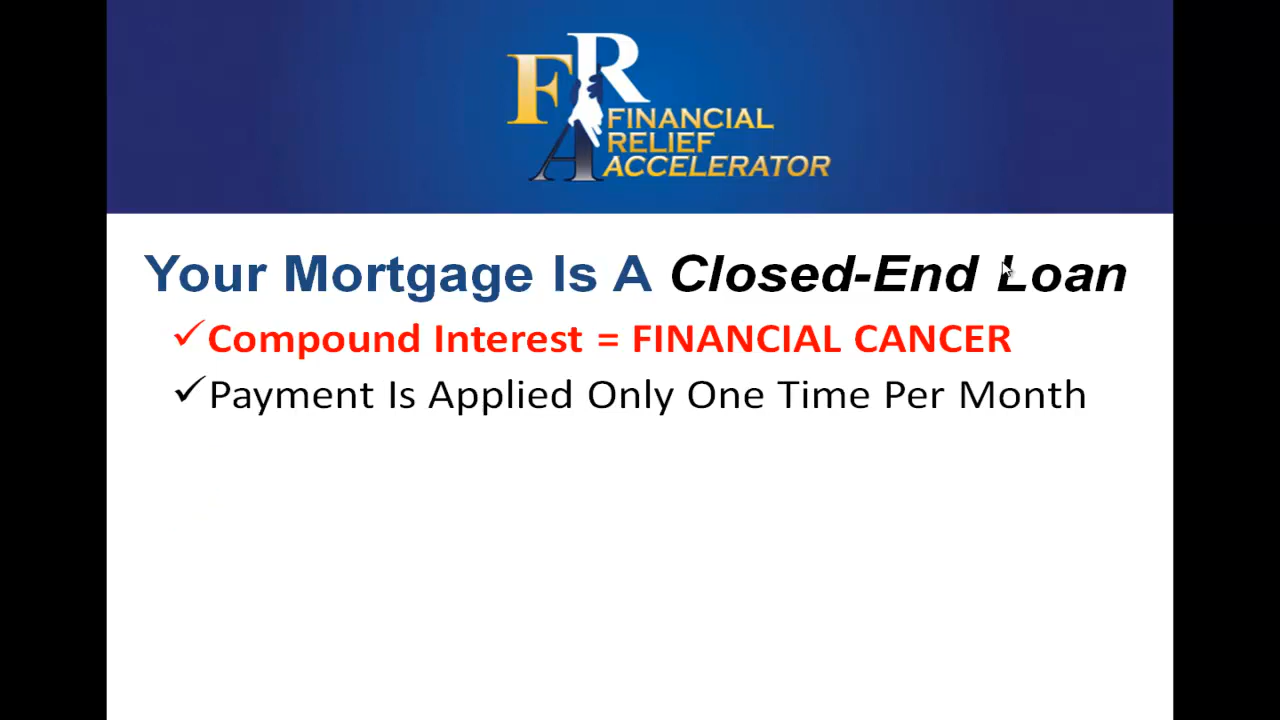 FRA
FINANCIAL
RELIEF
ACCELERATOR
Your Mortgage Is A Closed-End Loan
✓Compound Interest = FINANCIAL CANCER
✓Payment Is Applied Only One Time Per Month